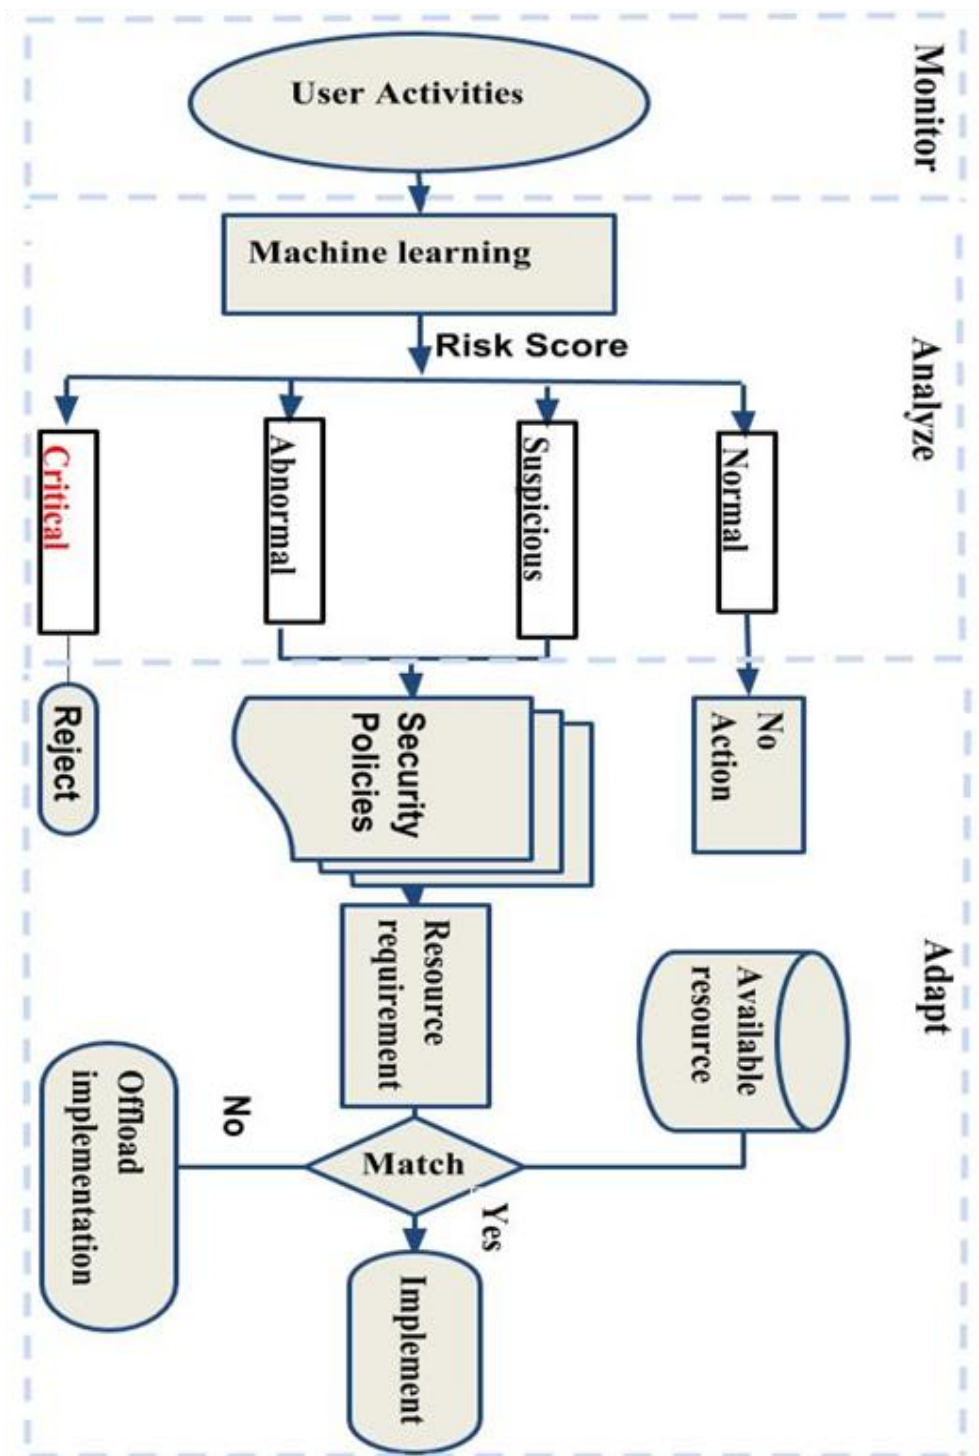 Monitor
User Activities
Machine learning
Risk Score
Analyze
Critical
Abnormal
Suspicious
Normal
Reject
Security
Policies
No
Action
Adapt
Resource
requirement
Available
resource
Offload
implementation
No
Match
Yes
Implement